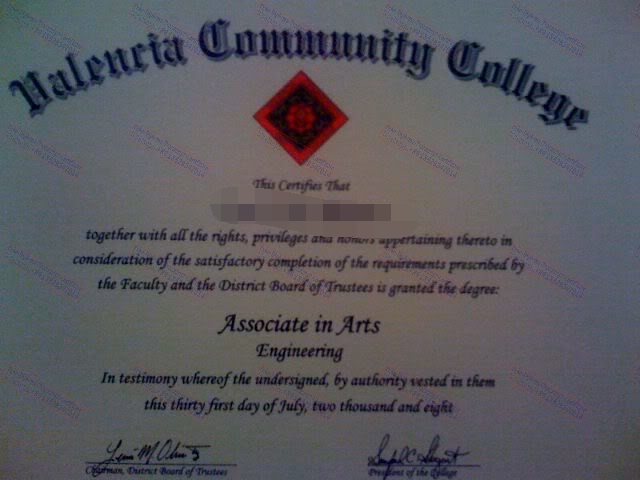 Valencia Community College
This Certifies That
together with all the rights, privileges and honors appertaining thereto in
consideration of the satisfactory completion of the requirements prescribed by
the Faculty and the District Board of Trustees is granted the degree:
Associate in Arts
Engineering
In testimony whereof the undersigned, by authority vested in them
this thirty first day of July, two thousand and eight
Chairman, District Board of Trustees
President of the College